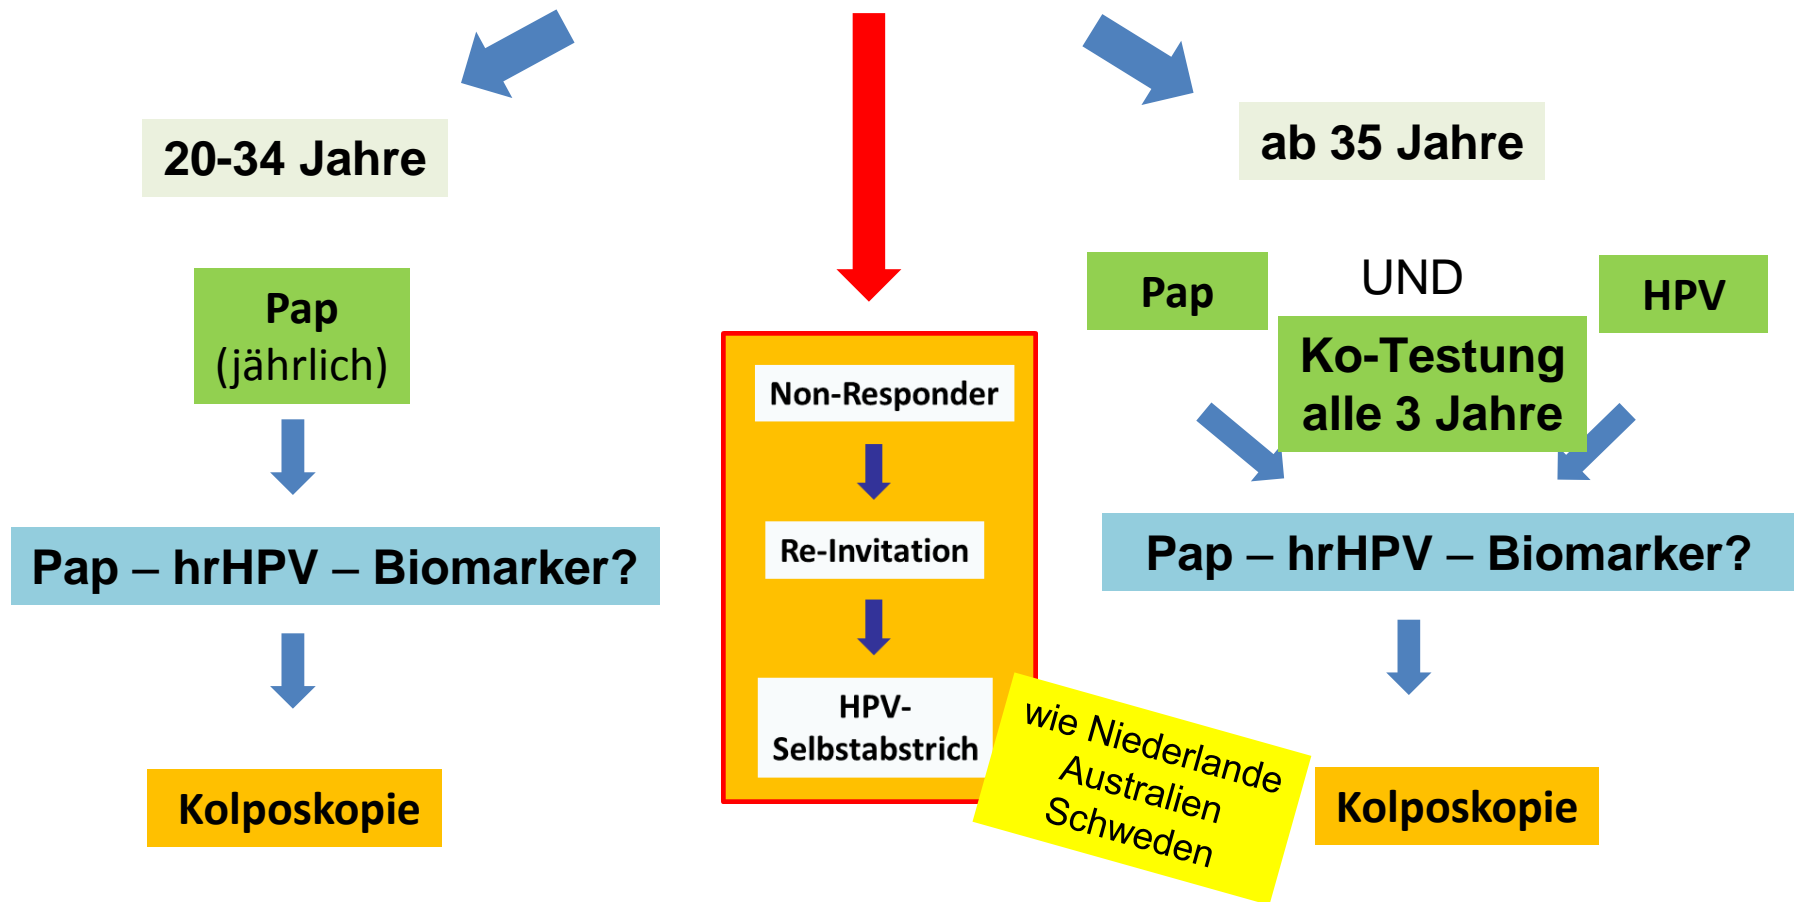 20-34 Jahre
Pap
(jährlich)
Pap – hrHPV – Biomarker?
Kolposkopie
Non-Responder
Re-Invitation
HPV-
Selbstabstrich
wie Niederlande
Australien
Schweden
ab 35 Jahre
Pap
UND
HPV
Ko-Testung
alle 3 Jahre
Pap – hrHPV – Biomarker?
Kolposkopie